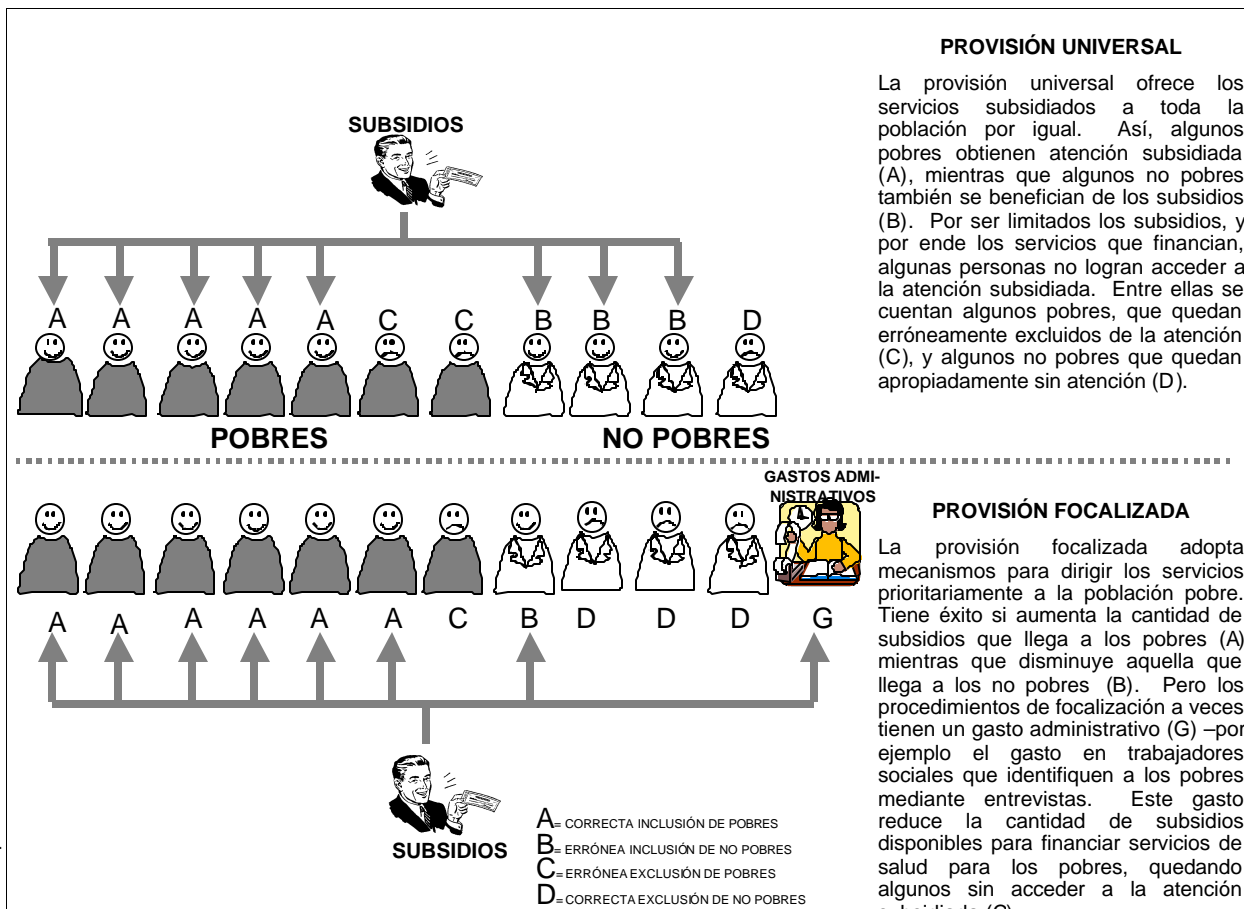 SUBSIDIOS
A A A A A C C B B B D
POBRES NO POBRES
PROVISIÓN UNIVERSAL
La provisión universal ofrece los
servicios subsidiados a toda la
población por igual. Así, algunos
pobres obtienen atención subsidiada
(A), mientras que algunos no pobres
también se benefician de los subsidios
(B). Por ser limitados los subsidios, y
por ende los servicios que financian,
algunas personas no logran acceder a
la atención subsidiada. Entre ellas se
cuentan algunos pobres, que quedan
erróneamente excluidos de la atención
(C), y algunos no pobres que quedan
apropiadamente sin atención (D).
GASTOS ADMI-
NISTRATIVOS
A A A A A A C B D D D G
SUBSIDIOS
A= CORRECTA INCLUSIÓN DE POBRES
B= ERRÓNEA INCLUSIÓN DE NO POBRES
C= ERRÓNEA EXCLUSIÓN DE POBRES
D= CORRECTA EXCLUSIÓN DE NO POBRES
PROVISIÓN FOCALIZADA
La provisión focalizada adopta
mecanismos para dirigir los servicios
prioritariamente a la población pobre.
Tiene éxito si aumenta la cantidad de
subsidios que llega a los pobres (A)
mientras que disminuye aquella que
llega a los no pobres (B). Pero los
procedimientos de focalización a veces
tienen un gasto administrativo (G) –por
ejemplo el gasto en trabajadores
sociales que identifiquen a los pobres
mediante entrevistas. Este gasto
reduce la cantidad de subsidios
disponibles para financiar servicios de
salud para los pobres, quedando
algunos sin acceder a la atención